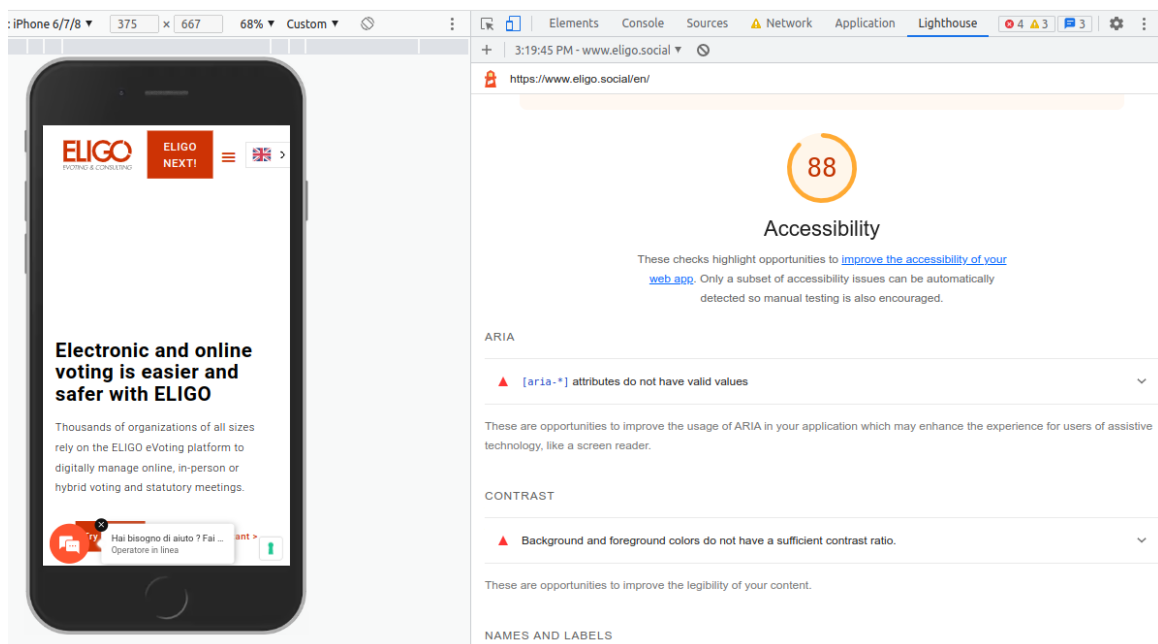 : iPhone 6/7/8 ▼ 375 × 667 68% ▼ Custom ▼
Elements Console Sources Network Application Lighthouse 4 3 3
+ 3:19:45 PM - www.eligo.social ▼
https://www.eligo.social/en/
ELIGO
EVOTING & CONSULTING
ELIGO
NEXT!
Electronic and online
voting is easier and
safer with ELIGO
Thousands of organizations of all sizes
rely on the ELIGO eVoting platform to
digitally manage online, in-person or
hybrid voting and statutory meetings.
Hai bisogno di aiuto ? Fai ...
Operatore in linea
88
Accessibility
These checks highlight opportunities to improve the accessibility of your
web app. Only a subset of accessibility issues can be automatically
detected so manual testing is also encouraged.
ARIA
[aria-*] attributes do not have valid values
These are opportunities to improve the usage of ARIA in your application which may enhance the experience for users of assistive
technology, like a screen reader.
CONTRAST
Background and foreground colors do not have a sufficient contrast ratio.
These are opportunities to improve the legibility of your content.
NAMES AND LABELS